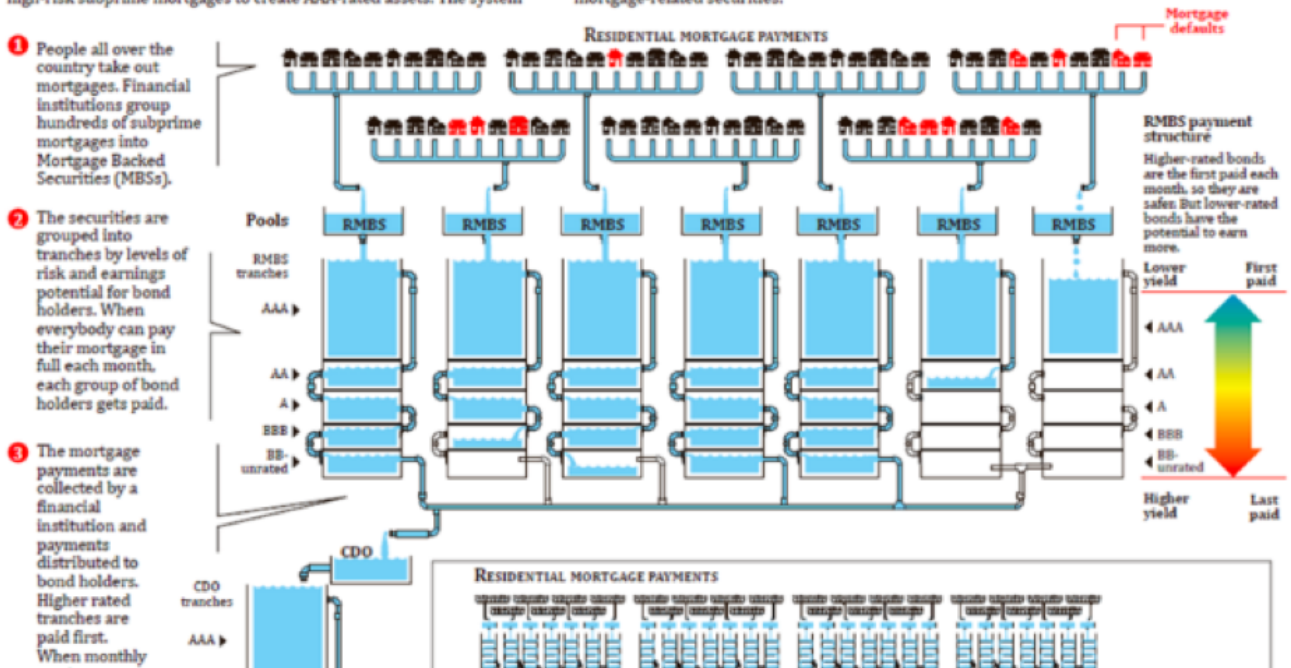 high-risk subprime mortgages to create AAA-rated assets. The system
mortgage-related securities.
1 People all over the
country take out
mortgages. Financial
institutions group
hundreds of subprime
mortgages into
Mortgage Backed
Securities (MBSs).
RESIDENTIAL MORTGAGE PAYMENTS
Mortgage
defaults
RMBS payment
structure
Higher-rated bonds
are the first paid each
month, so they are
safer. But lower-rated
bonds have the
potential to earn
more.
2 The securities are
grouped into
tranches by levels of
risk and earnings
potential for bond
holders. When
everybody can pay
their mortgage in
full each month,
each group of bond
holders gets paid.
Pools
RMBS RMBS RMBS RMBS RMBS RMBS RMBS
RMBS
tranches
AAA
AA
A
BBB
BB-
unrated
Lower
yield
First
paid
AAA
AA
A
BBB
BB-
unrated
Higher
yield
Last
paid
3 The mortgage
payments are
collected by a
financial
institution and
payments
distributed to
bond holders.
Higher rated
tranches are
paid first.
When monthly
CDO
CDO
tranches
AAA
RESIDENTIAL MORTGAGE PAYMENTS